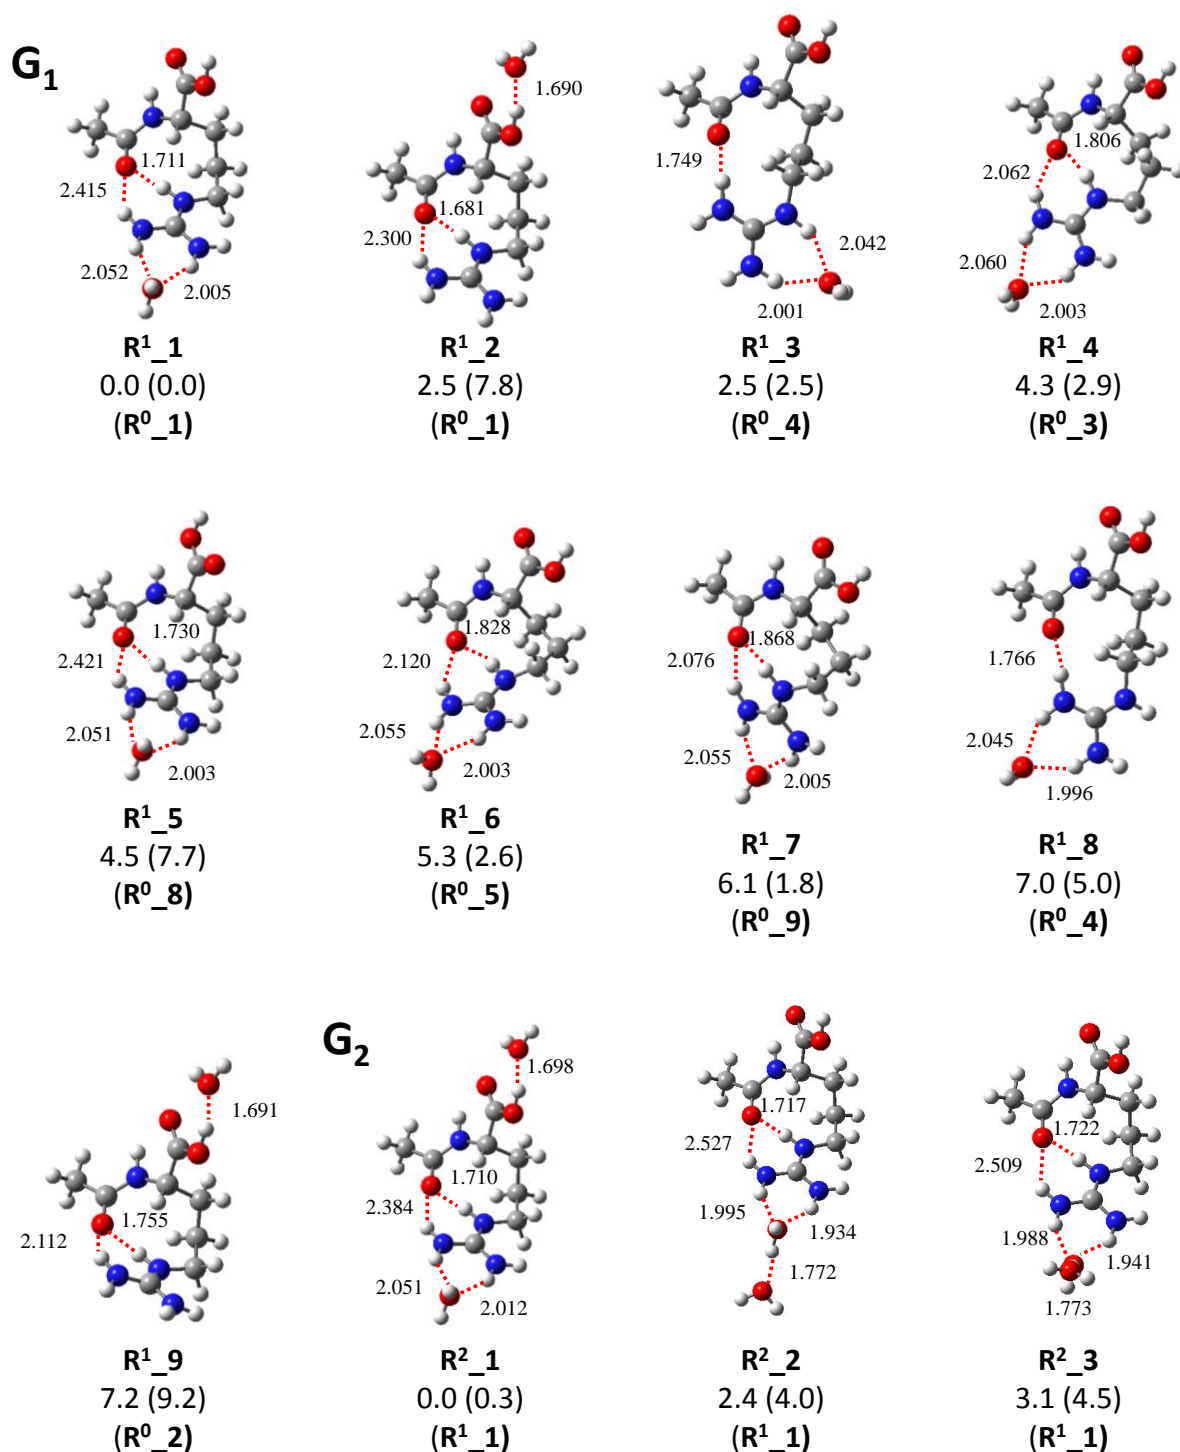 G1
1.711
2.415
2.052
2.005
R¹_1
0.0 (0.0)
(R⁰_1)
1.690
1.681
2.300
R¹_2
2.5 (7.8)
(R⁰_1)
1.749
2.042
2.001
R¹_3
2.5 (2.5)
(R⁰_4)
1.806
2.062
2.060
2.003
R¹_4
4.3 (2.9)
(R⁰_3)
1.730
2.421
2.051
2.003
R¹_5
4.5 (7.7)
(R⁰_8)
1.828
2.120
2.055
2.003
R¹_6
5.3 (2.6)
(R⁰_5)
1.868
2.076
2.055
2.005
R¹_7
6.1 (1.8)
(R⁰_9)
1.766
2.045
1.996
R¹_8
7.0 (5.0)
(R⁰_4)
1.691
1.755
2.112
R¹_9
7.2 (9.2)
(R⁰_2)
G2
1.698
1.710
2.384
2.051
2.012
R²_1
0.0 (0.3)
(R¹_1)
1.717
2.527
1.995
1.934
1.772
R²_2
2.4 (4.0)
(R¹_1)
1.722
2.509
1.988
1.941
1.773
R²_3
3.1 (4.5)
(R¹_1)